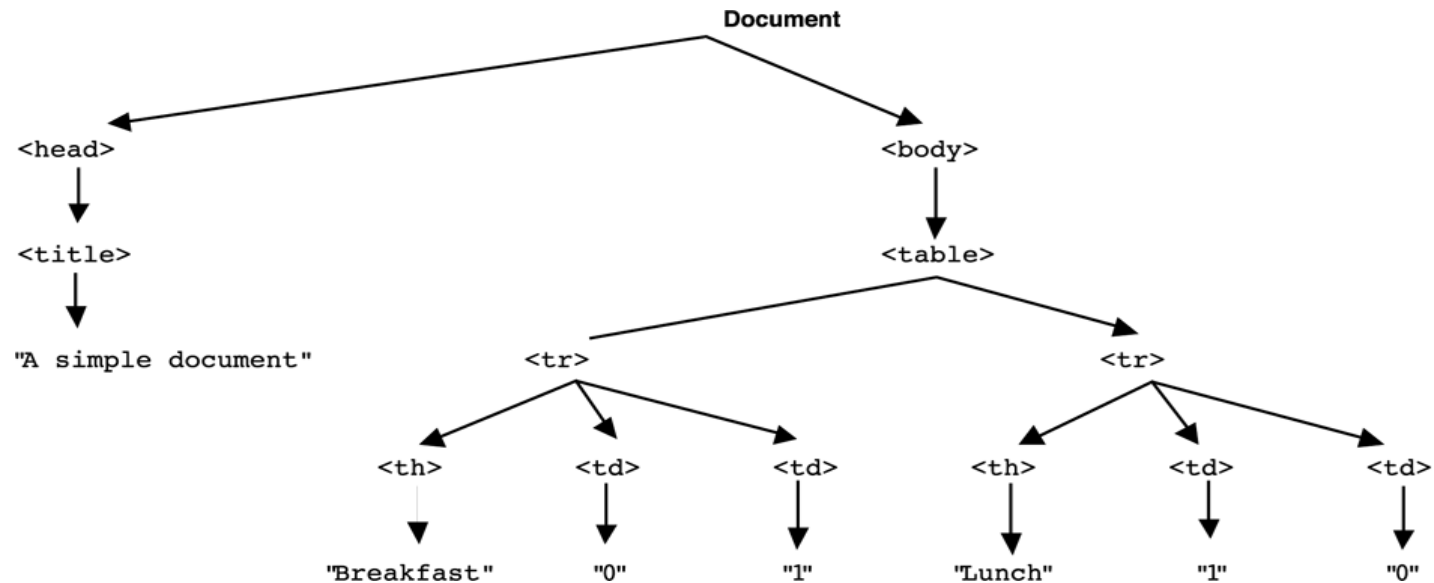 Document
<head> <body>
<title> <table>
"A simple document" <tr> <tr>
<th> <td> <td> <th> <td> <td>
"Breakfast" "0" "1" "Lunch" "1" "0"